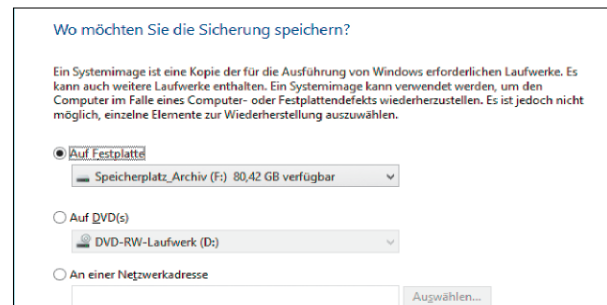 Wo möchten Sie die Sicherung speichern?
Ein Systemimage ist eine Kopie der für die Ausführung von Windows erforderlichen Laufwerke. Es
kann auch weitere Laufwerke enthalten. Ein Systemimage kann verwendet werden, um den
Computer im Falle eines Computer- oder Festplattendefekts wiederherzustellen. Es ist jedoch nicht
möglich, einzelne Elemente zur Wiederherstellung auszuwählen.
Auf Festplatte
Speicherplatz_Archiv (F:) 80,42 GB verfügbar
Auf DVD(s)
DVD-RW-Laufwerk (D:)
An einer Netzwerkadresse
Auswählen...